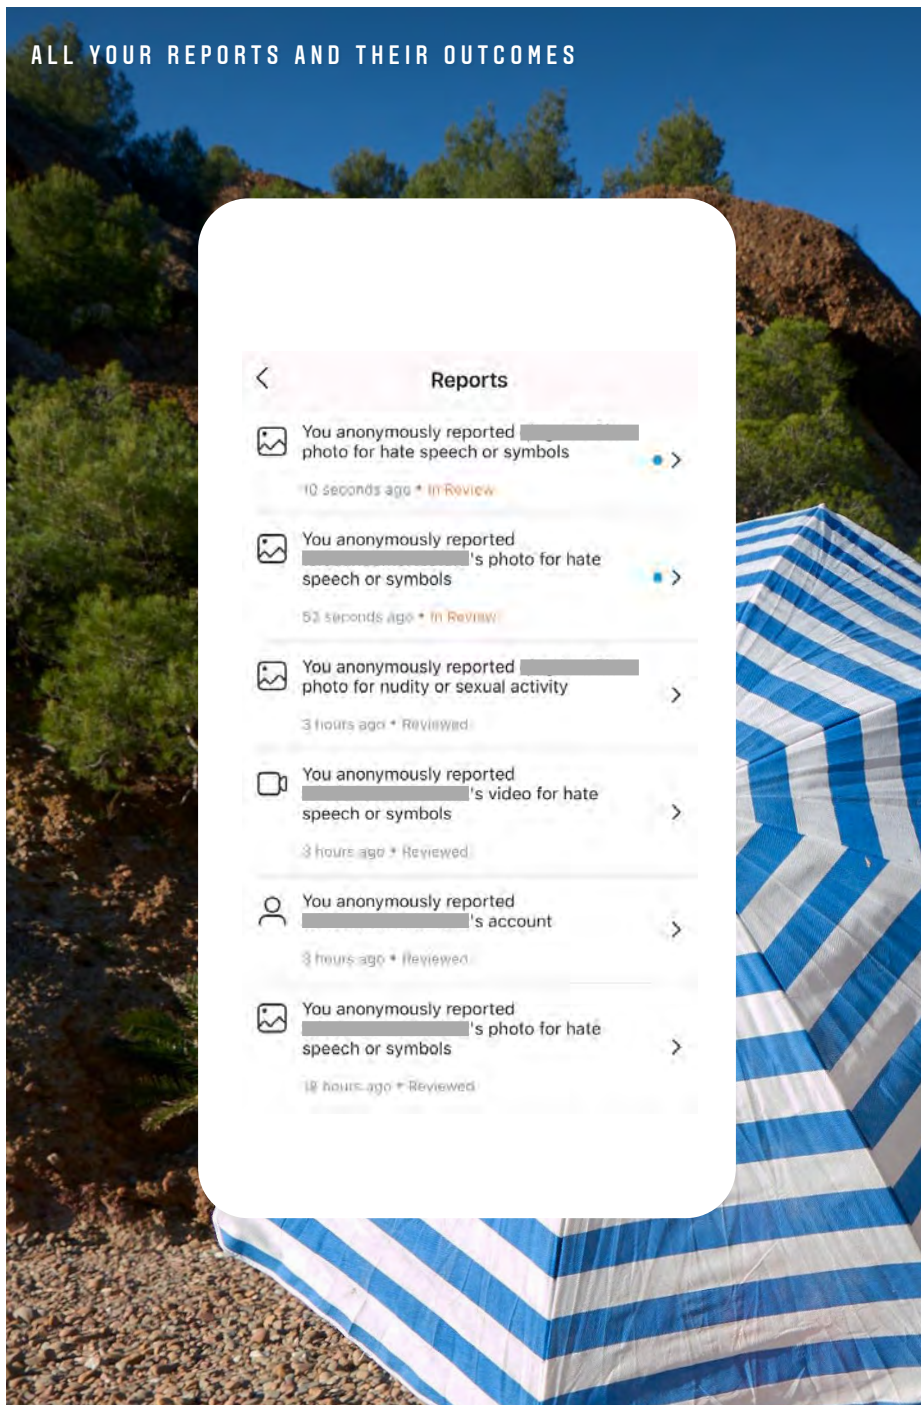 ALL YOUR REPORTS AND THEIR OUTCOMES
Reports
You anonymously reported
photo for hate speech or symbols
10 seconds ago • In Review
You anonymously reported
's photo for hate
speech or symbols
53 seconds ago • In Review
You anonymously reported
photo for nudity or sexual activity
3 hours ago • Reviewed
You anonymously reported
's video for hate
speech or symbols
3 hours ago • Reviewed
You anonymously reported
's account
3 hours ago • Reviewed
You anonymously reported
's photo for hate
speech or symbols
18 hours ago • Reviewed